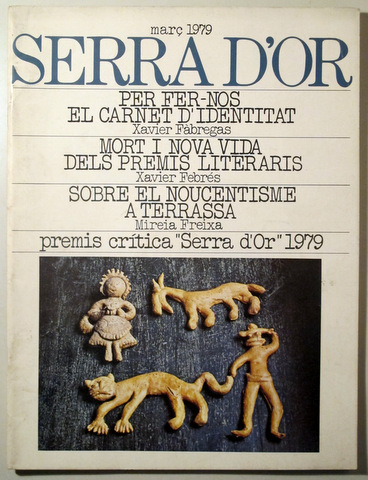 març 1979
SERRA D'OR
PER FER-NOS
EL CARNET D'IDENTITAT
Xavier Fàbregas
MORT I NOVA VIDA
DELS PREMIS LITERARIS
Xavier Febrés
SOBRE EL NOUCENTISME
A TERRASSA
Mireia Freixa
premis crítica "Serra d'Or" 1979